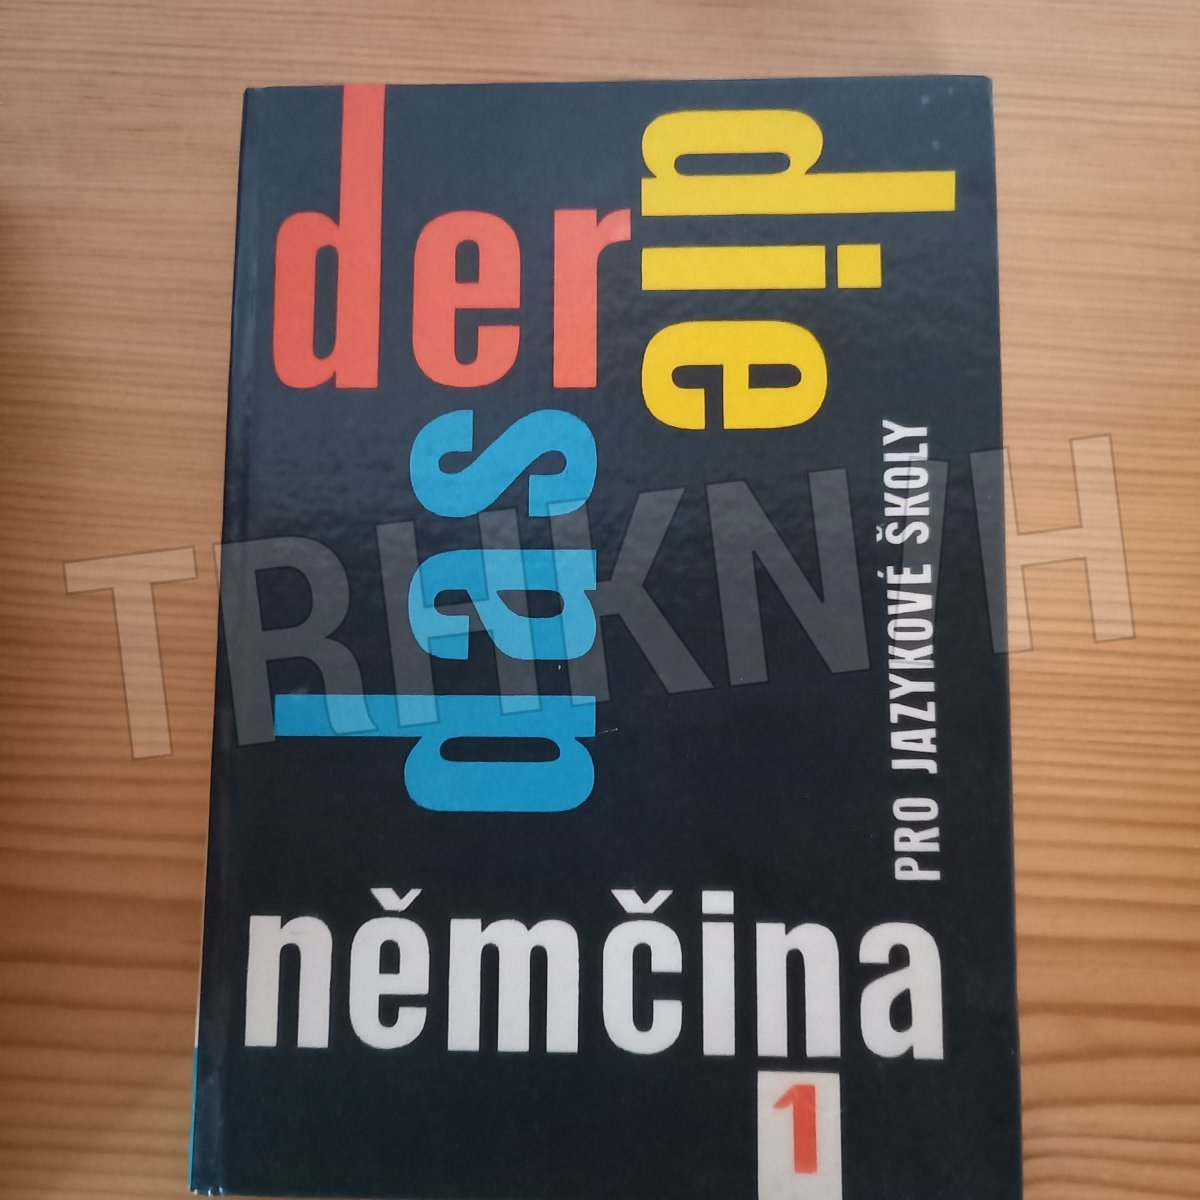 der
die
das
PRO JAZYKOVÉ ŠKOLY
němčina
1
TRHKNIH